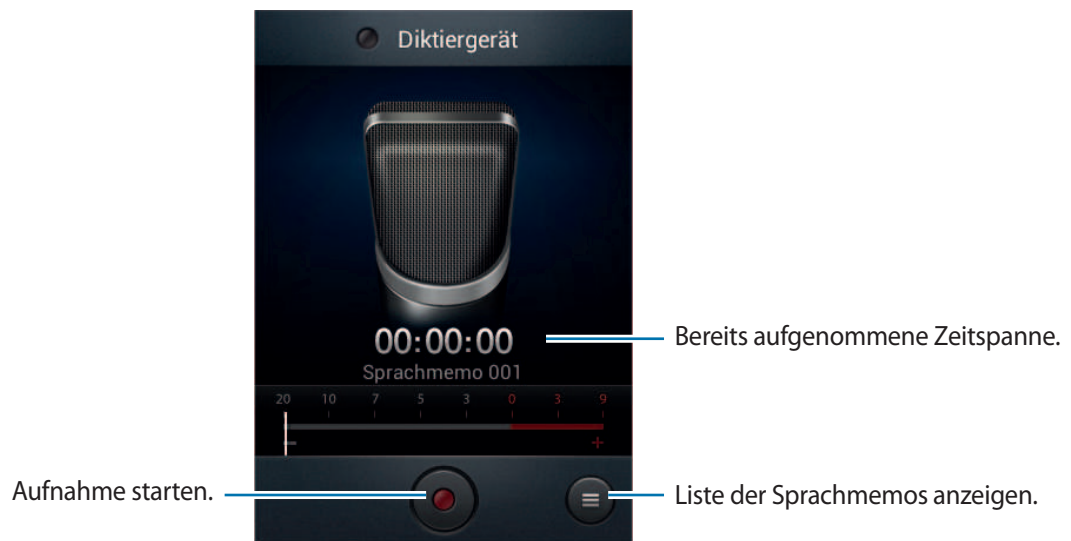 Diktiergerät
00:00:00
Bereits aufgenommene Zeitspanne.
Sprachmemo 001
20 10 7 5 3 0 3 9
Aufnahme starten.
Liste der Sprachmemos anzeigen.